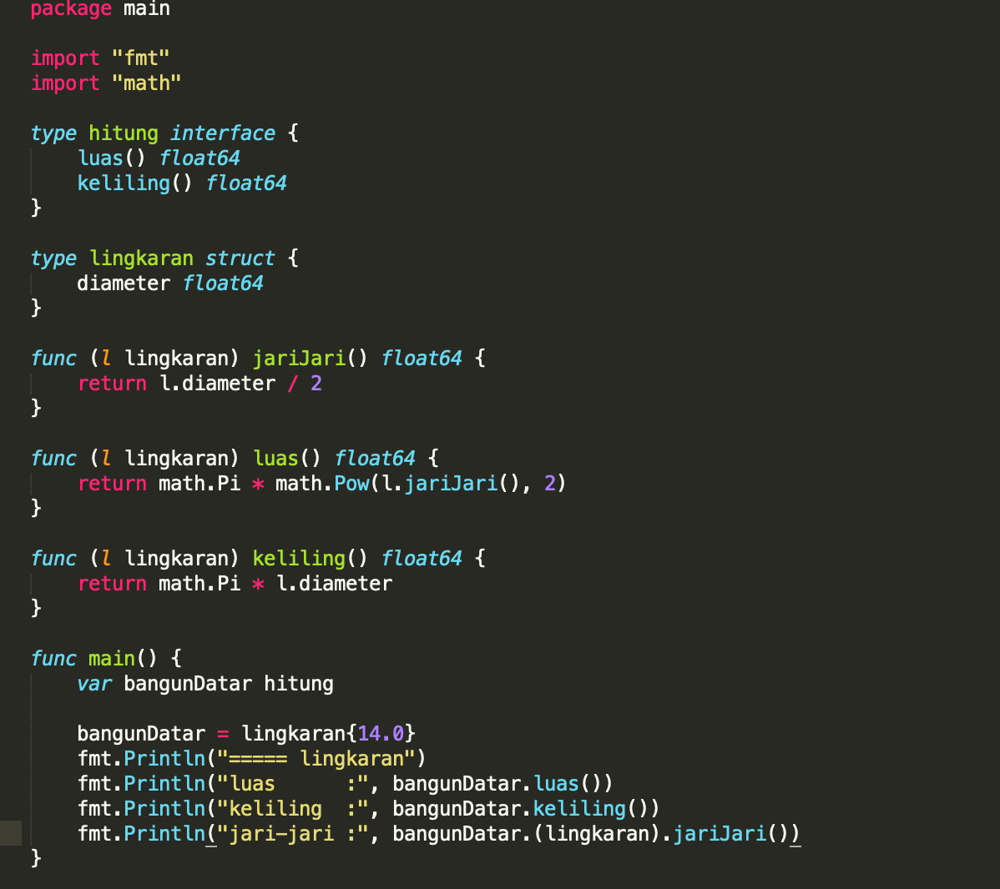 package main

import "fmt"
import "math"

type hitung interface {
    luas() float64
    keliling() float64
}

type lingkaran struct {
    diameter float64
}

func (l lingkaran) jariJari() float64 {
    return l.diameter / 2
}

func (l lingkaran) luas() float64 {
    return math.Pi * math.Pow(l.jariJari(), 2)
}

func (l lingkaran) keliling() float64 {
    return math.Pi * l.diameter
}

func main() {
    var bangunDatar hitung

    bangunDatar = lingkaran{14.0}
    fmt.Println("===== lingkaran")
    fmt.Println("luas      :", bangunDatar.luas())
    fmt.Println("keliling  :", bangunDatar.keliling())
    fmt.Println("jari-jari :", bangunDatar.(lingkaran).jariJari())
}